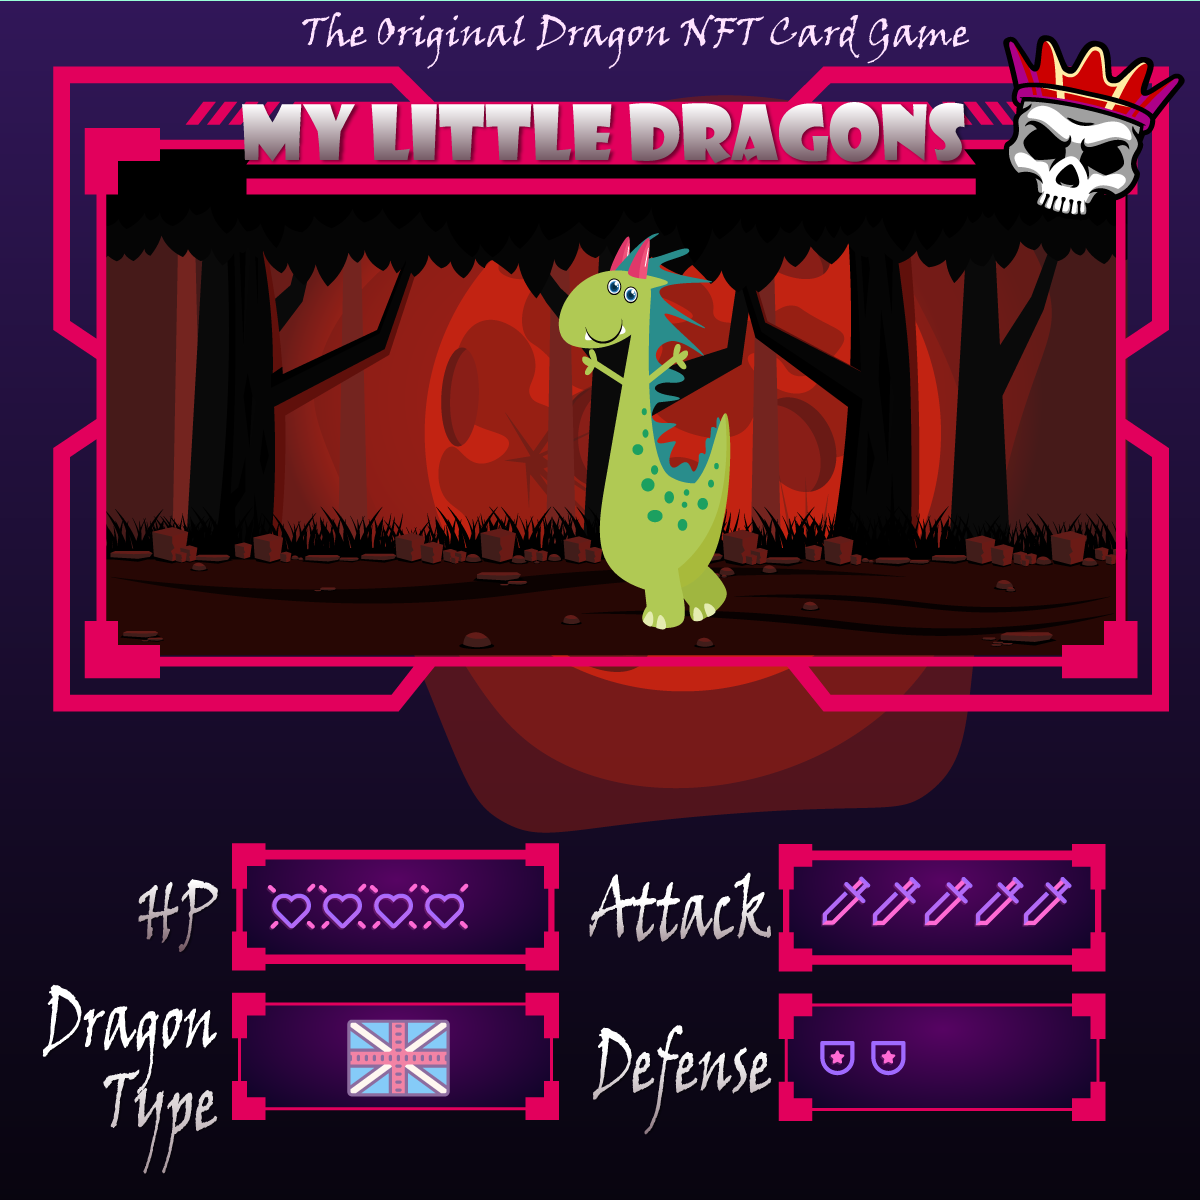 The Original Dragon NFT Card Game
MY LITTLE DRAGONS
HP
Attack
Dragon
Type
Defense